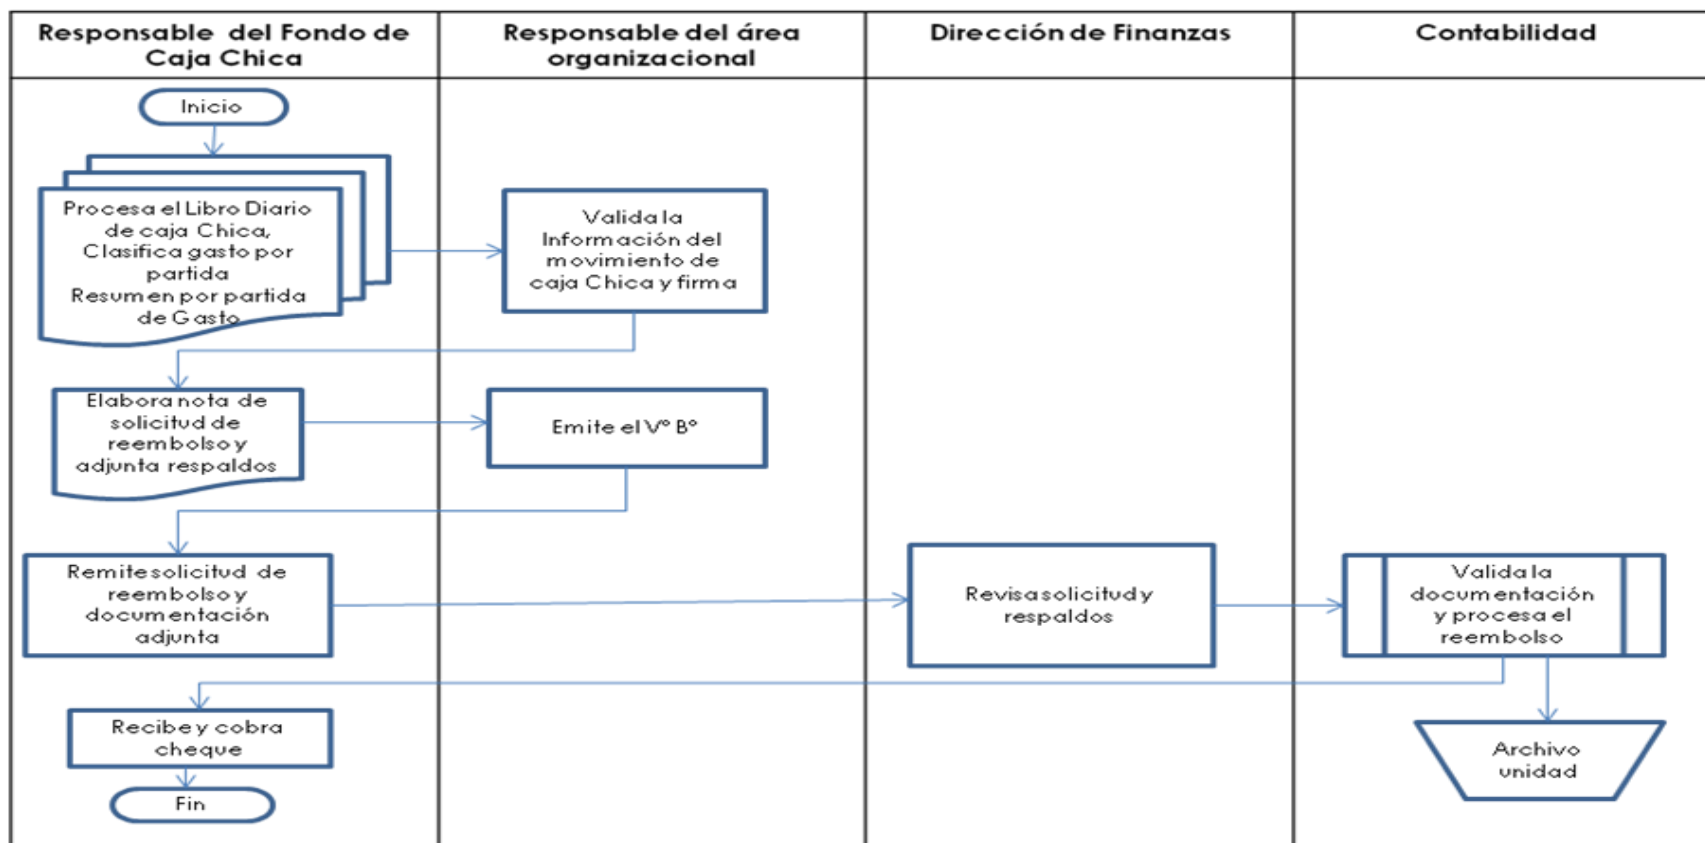 Responsable del Fondo de
Caja Chica
Responsable del área
organizacional
Dirección de Finanzas
Contabilidad
Inicio
Procesa el Libro Diario
de caja Chica,
Clasifica gasto por
partida
Resumen por partida
de Gasto
Valida la
Información del
movimiento de
caja Chica y firma
Elabora nota de
solicitud de
reembolso y
adjunta respaldos
Emite el V° B°
Remite solicitud de
reembolso y
documentación
adjunta
Revisa solicitud y
respaldos
Valida la
documentación
y procesa el
reembolso
Recibe y cobra
cheque
Archivo
unidad
Fin